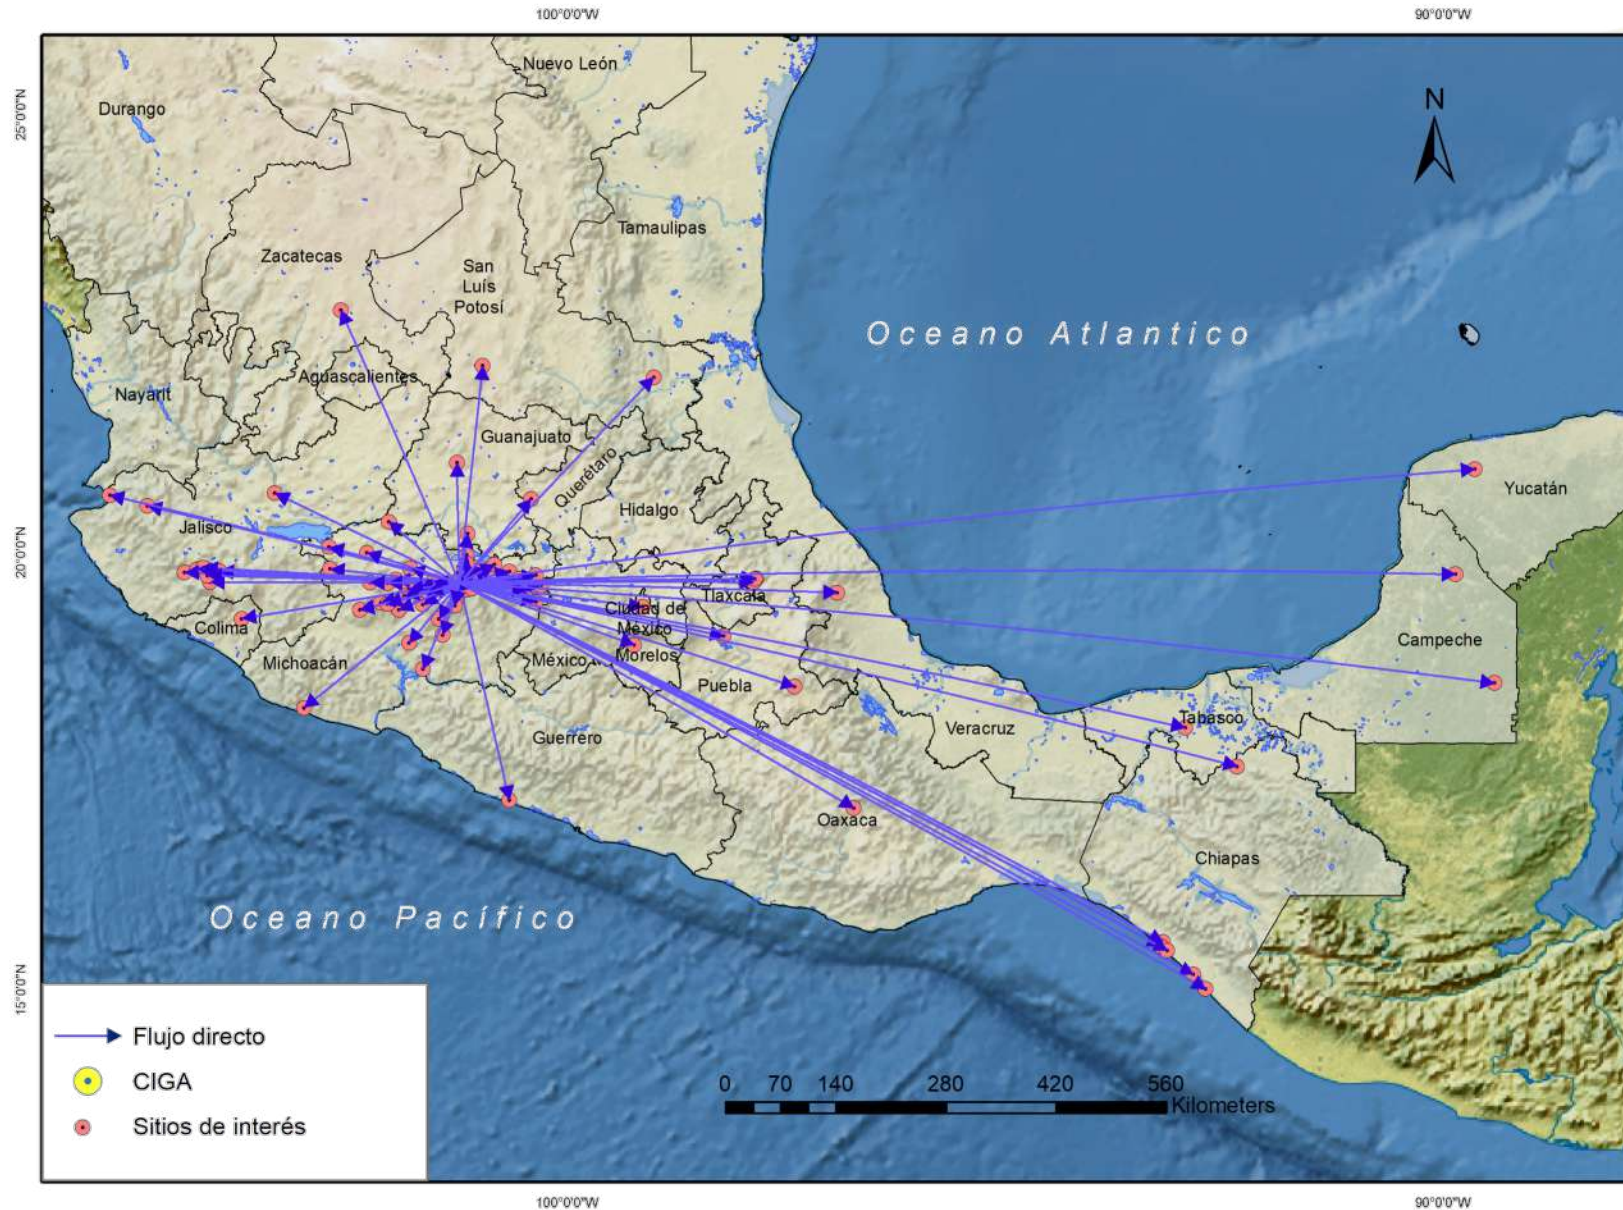 100°0'0"W
90°0'0"W
25°0'0"N
20°0'0"N
15°0'0"N
N
Nuevo León
Durango
Tamaulipas
Zacatecas
San
Luís
Potosí
Oceano Atlantico
Aguascalientes
Nayarit
Guanajuato
Querétaro
Hidalgo
Yucatán
Jalisco
Tlaxcala
Ciudad de
México
Colima
Michoacán
México
Morelos
Puebla
Campeche
Guerrero
Veracruz
Tabasco
Oaxaca
Chiapas
Oceano Pacífico
Flujo directo
CIGA
Sitios de interés
0 70 140 280 420 560
Kilometers
100°0'0"W
90°0'0"W